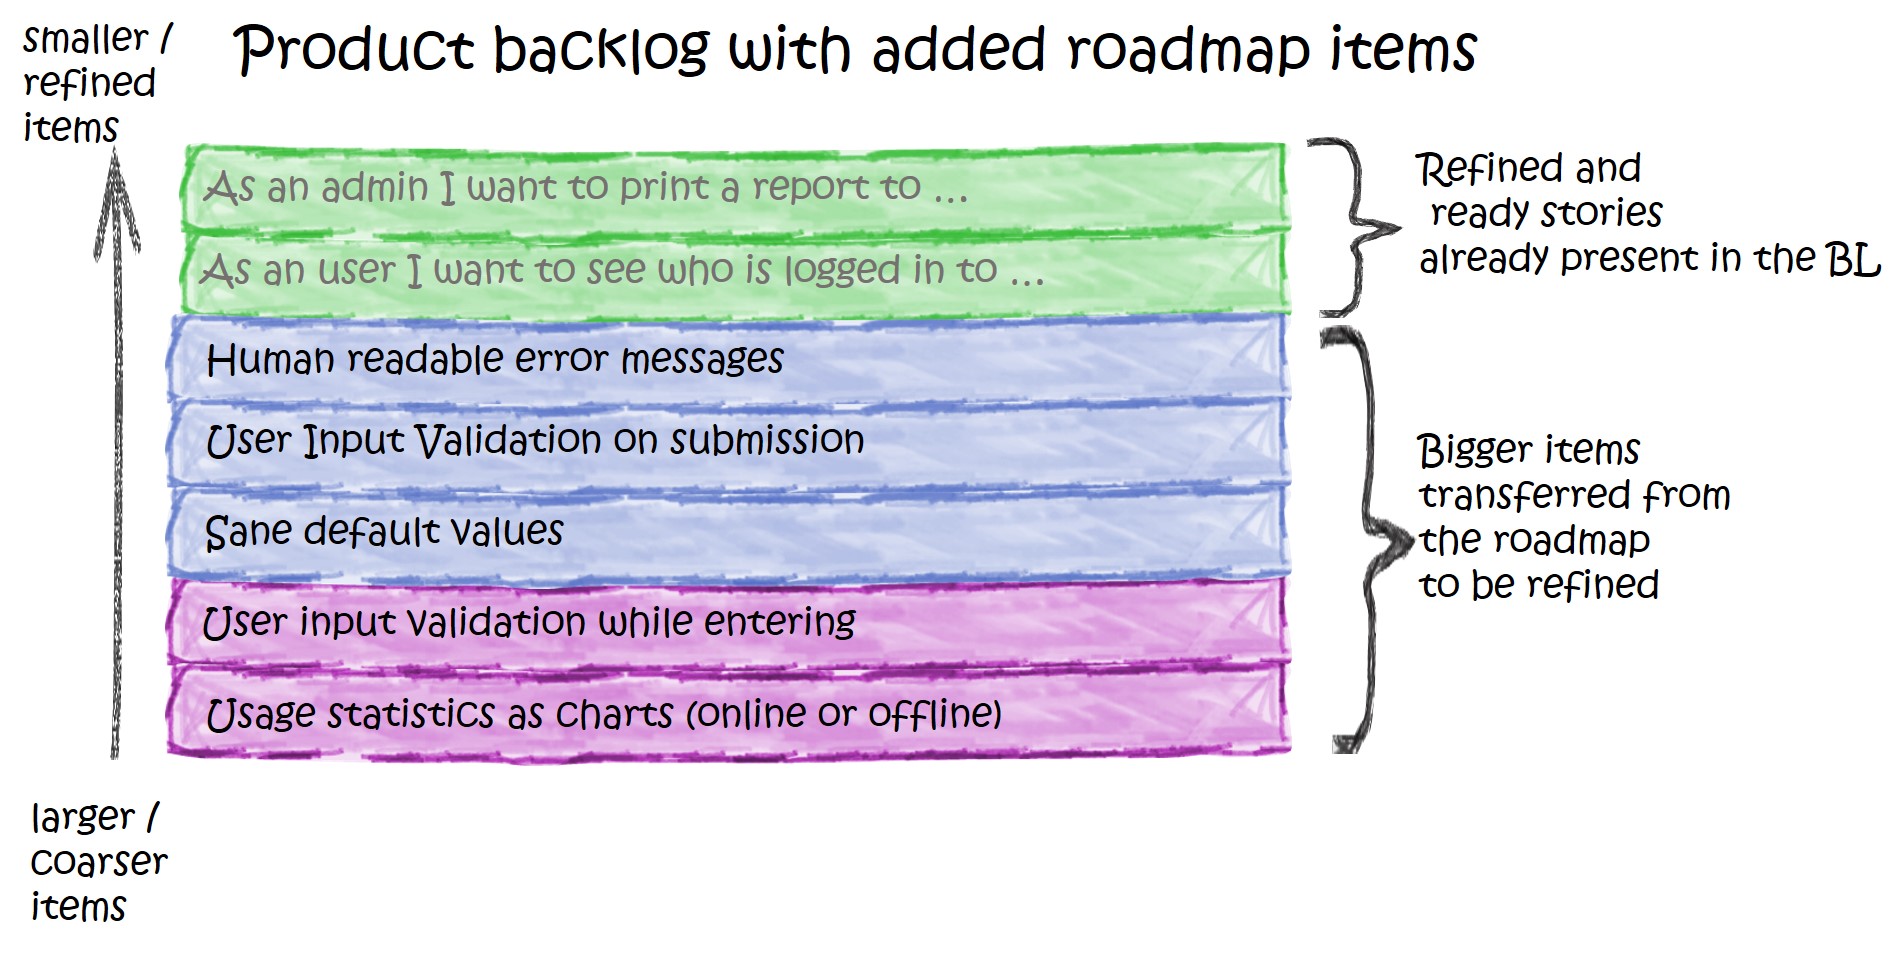 smaller /
refined
items
Product backlog with added roadmap items
As an admin I want to print a report to ...
As an user I want to see who is logged in to ...
Refined and
ready stories
already present in the BL
Human readable error messages
User Input Validation on submission
Sane default values
User input validation while entering
Usage statistics as charts (online or offline)
Bigger items
transferred from
the roadmap
to be refined
larger /
coarser
items